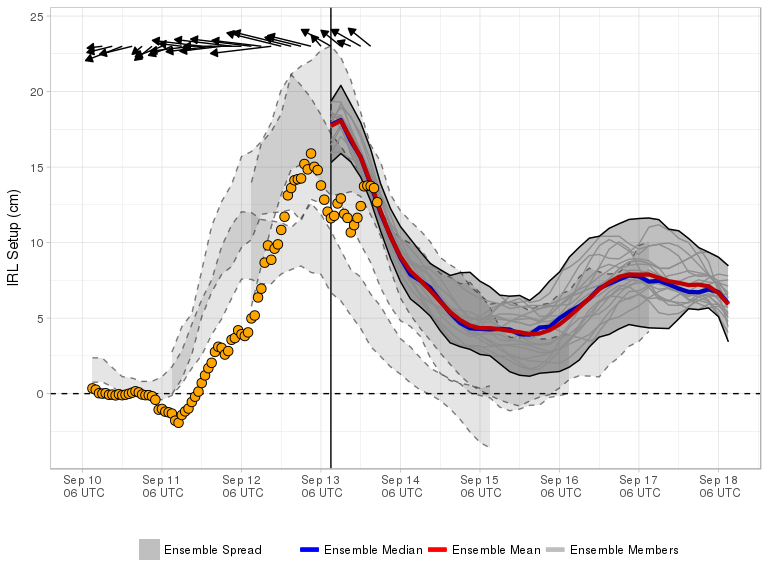 25
20
15
10
5
0
IRL Setup (cm)
Sep 10 Sep 11 Sep 12 Sep 13 Sep 14 Sep 15 Sep 16 Sep 17 Sep 18
06 UTC 06 UTC 06 UTC 06 UTC 06 UTC 06 UTC 06 UTC 06 UTC 06 UTC
Ensemble Spread Ensemble Median Ensemble Mean Ensemble Members